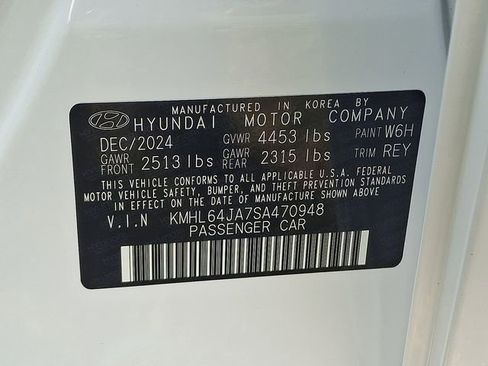 MANUFACTURED IN KOREA BY
HYUNDAI MOTOR COMPANY
DEC/2024 GVWR 4453 lbs PAINT W6H
GAWR FRONT 2513 lbs GAWR REAR 2315 lbs TRIM REY
THIS VEHICLE CONFORMS TO ALL APPLICABLE U.S.A. FEDERAL
MOTOR VEHICLE SAFETY, BUMPER, AND THEFT PREVENTION STANDARDS
IN EFFECT ON THE DATE OF MANUFACTURE SHOWN ABOVE
V.I.N KMHL64JA7SA470948
PASSENGER CAR